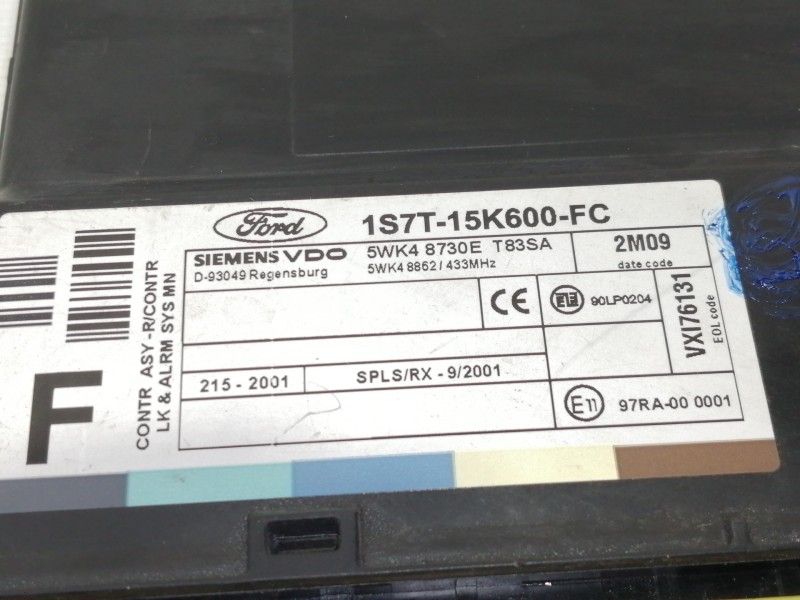 Ford 1S7T-15K600-FC
SIEMENS VDO 5WK4 8730E T83SA 2M09
D-93049 Regensburg 5WK4 8862 / 433MHz date code
CE 90LP0204
VXI76131
EOL code
215 - 2001 SPLS/RX - 9/2001
E11 97RA-00 0001
CONTR ASY -R/CONTR
LK & ALRM SYS MN
F